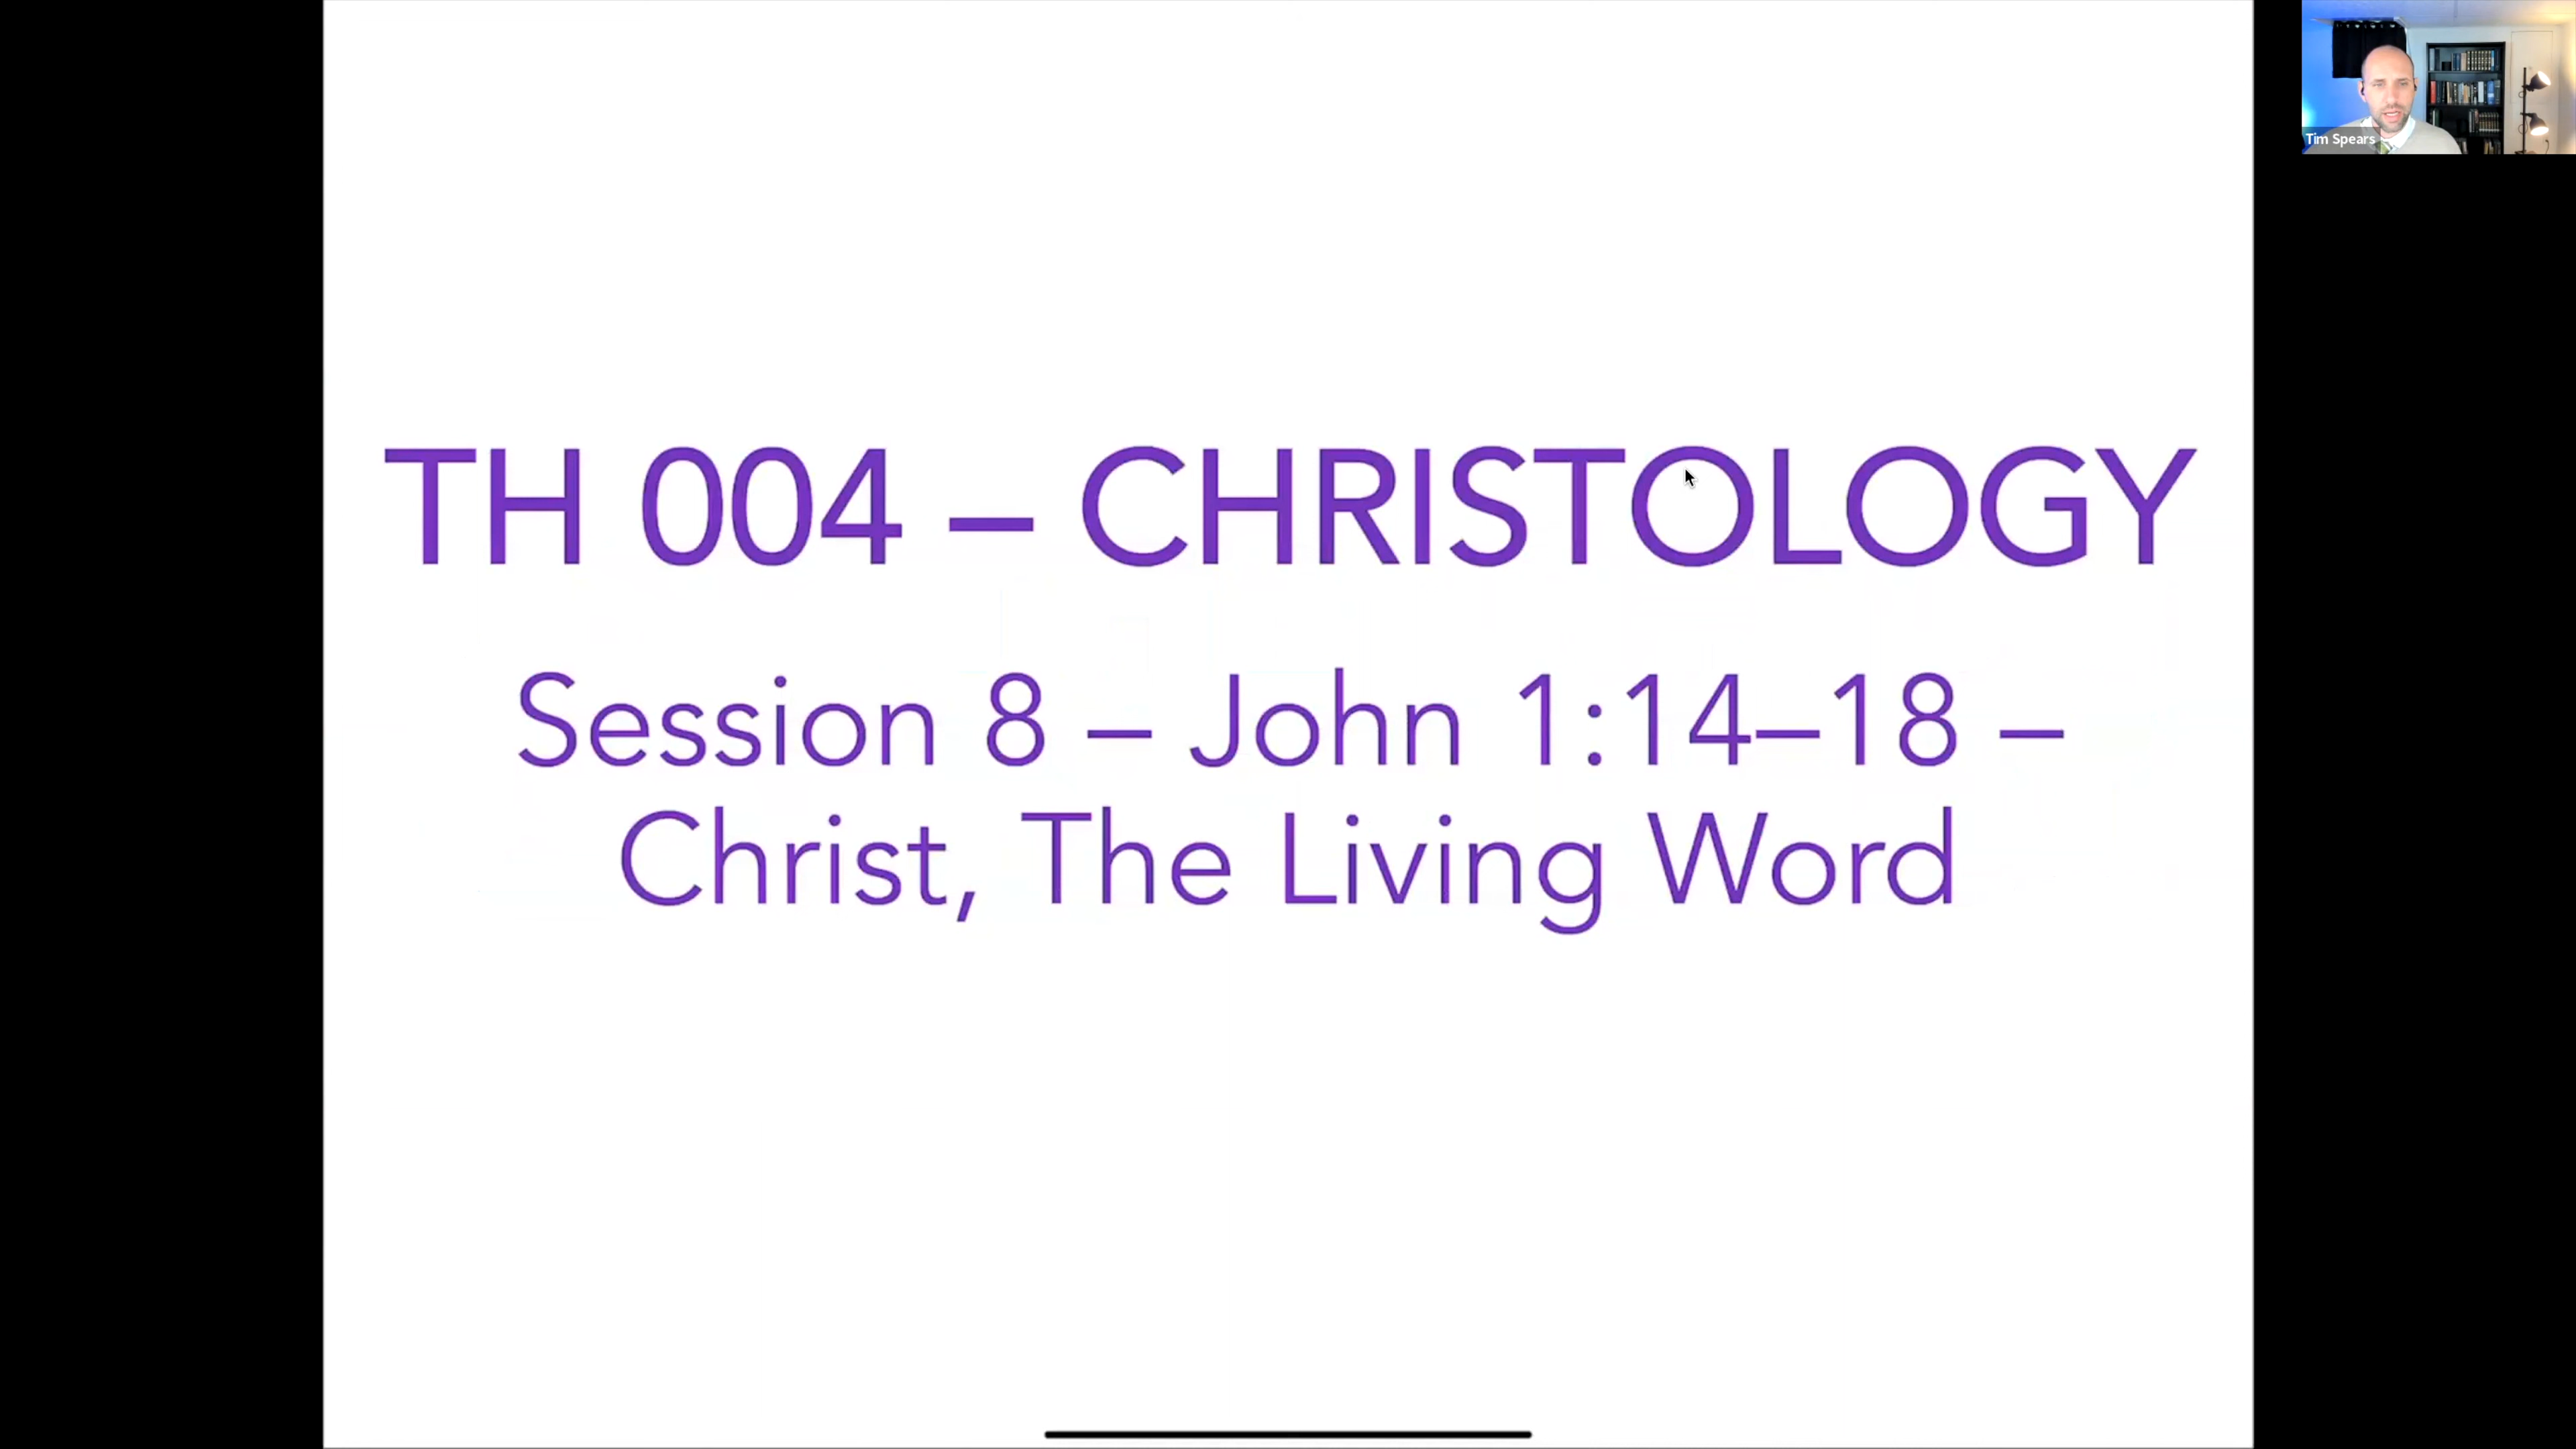 TH 004 – CHRISTOLOGY
Session 8 – John 1:14–18 –
Christ, The Living Word
Tim Spears